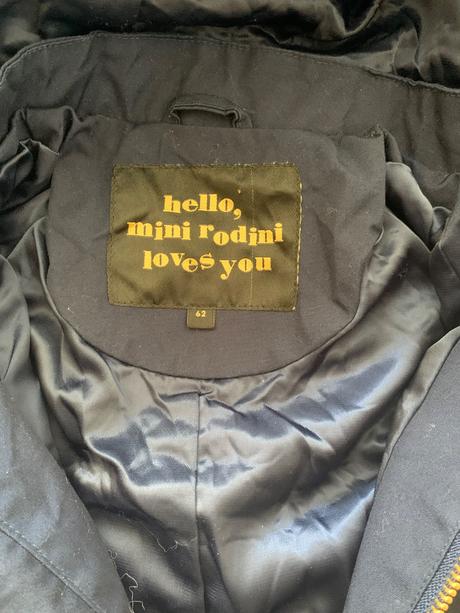 hello,
mini rodini
loves you
62